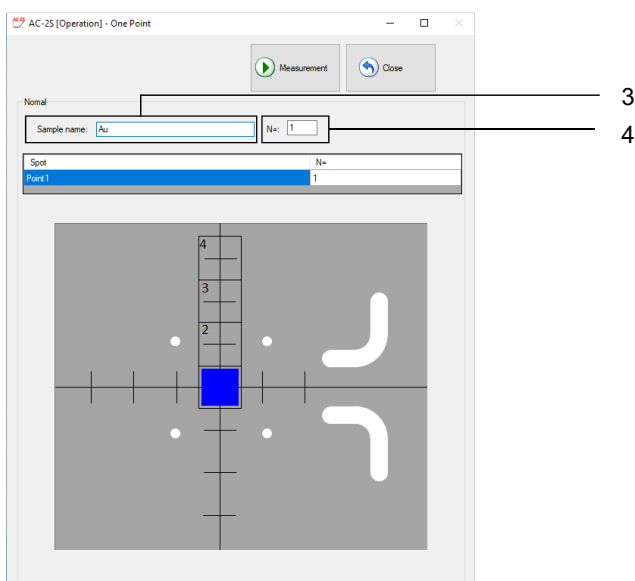 AC-2S [Operation] - One Point
Measurement
Close
Nomal
3
Sample name: Au
N=: 1
4
Spot N=
Point1 1
4
3
2